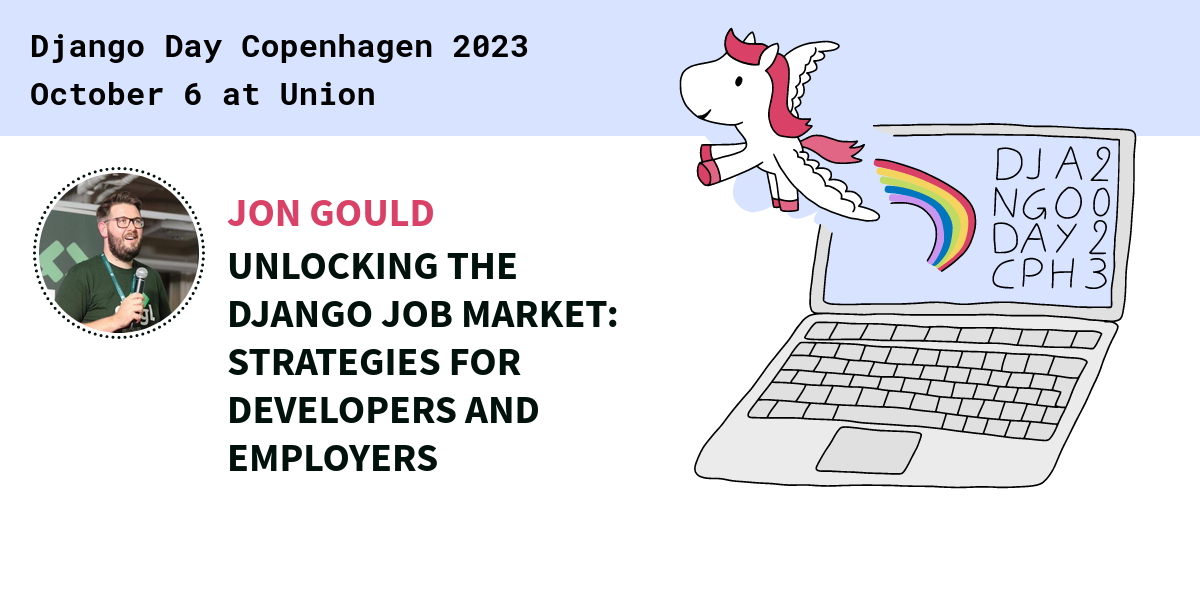 Django Day Copenhagen 2023
October 6 at Union
JON GOULD
UNLOCKING THE
DJANGO JOB MARKET:
STRATEGIES FOR
DEVELOPERS AND
EMPLOYERS
DJA2
NGO0
DAY2
CPH3